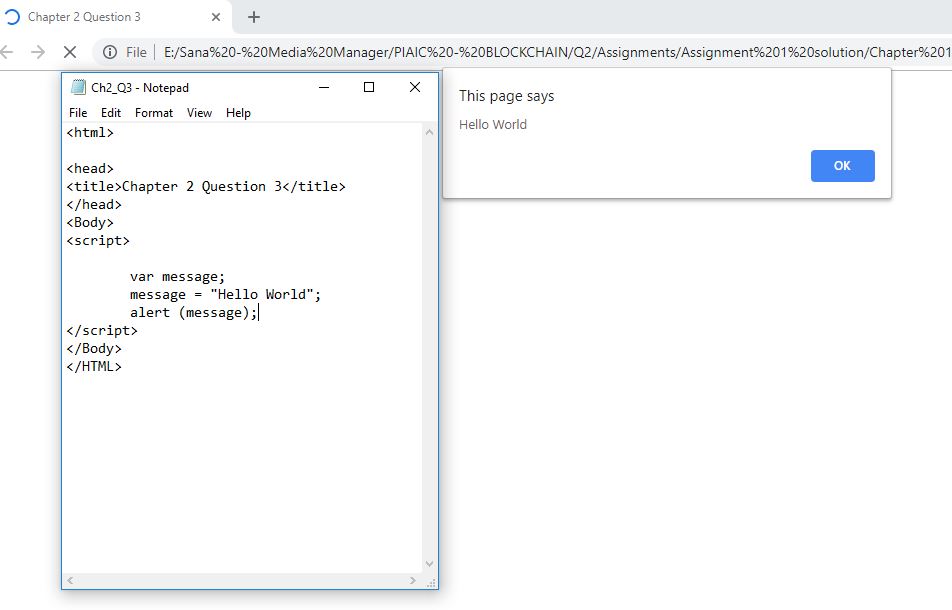 Chapter 2 Question 3
File E:/Sana%20-%20Media%20Manager/PIAIC%20-%20BLOCKCHAIN/Q2/Assignments/Assignment%201%20solution/Chapter%201
Ch2_Q3 - Notepad
File Edit Format View Help
<html>
<head>
<title>Chapter 2 Question 3</title>
</head>
<Body>
<script>
var message;
message = "Hello World";
alert (message);
</script>
</Body>
</HTML>
This page says
Hello World
OK